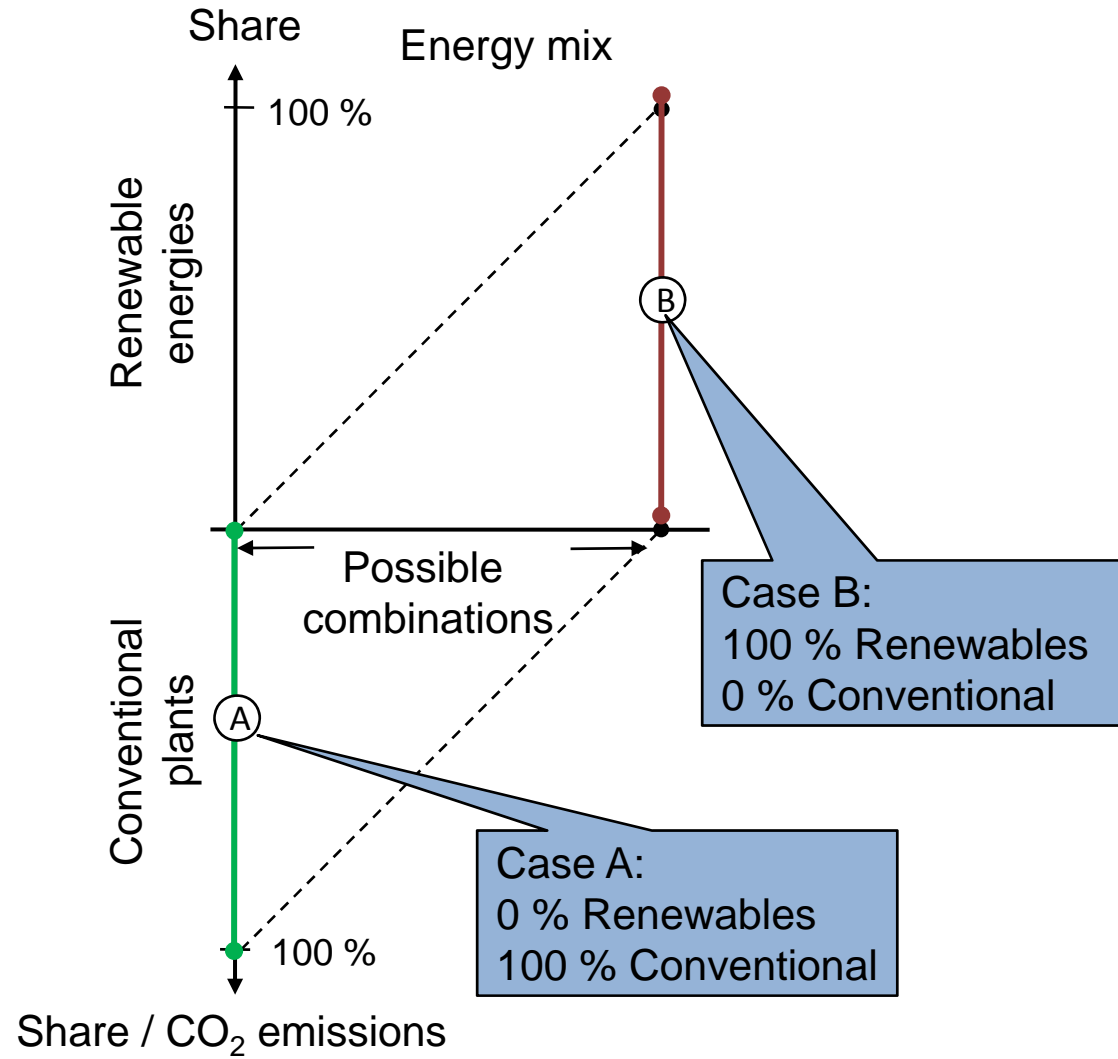 Share
Energy mix
100 %
Renewable
energies
B
Possible
combinations
Case B:
100 % Renewables
0 % Conventional
Conventional
plants
A
Case A:
0 % Renewables
100 % Conventional
100 %
Share / CO₂ emissions